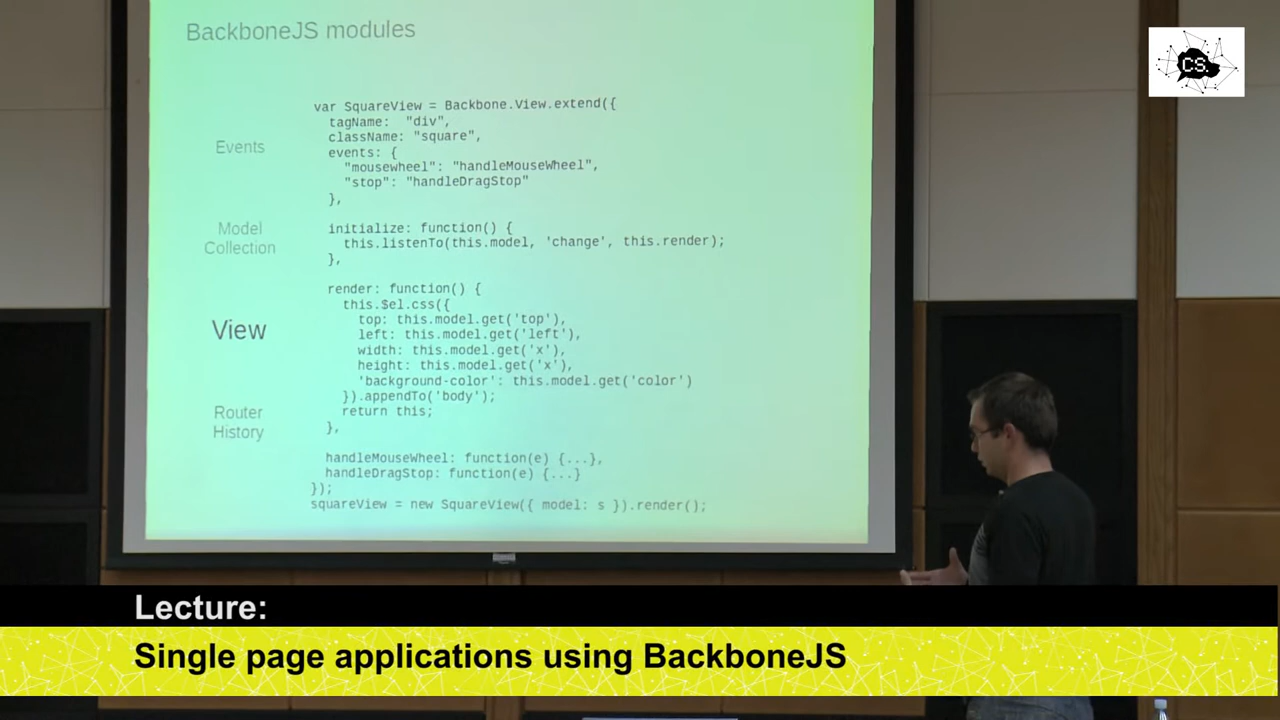 BackboneJS modules
CS.
var SquareView = Backbone.View.extend({
tagName: "div",
className: "square",
events: {
"mousewheel": "handleMouseWheel",
"stop": "handleDragStop"
},
initialize: function() {
this.listenTo(this.model, 'change', this.render);
},
render: function() {
this.$el.css({
top: this.model.get('top'),
left: this.model.get('left'),
width: this.model.get('x'),
height: this.model.get('x'),
'background-color': this.model.get('color')
}).appendTo('body');
return this;
},
handleMouseWheel: function(e) {...},
handleDragStop: function(e) {...}
});
squareView = new SquareView({ model: s }).render();
Events
Model
Collection
View
Router
History
Lecture:
Single page applications using BackboneJS